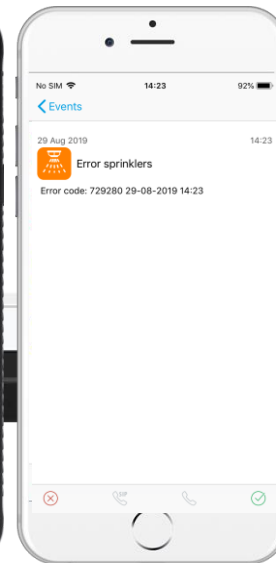 No SIM 14:23 92%
Events
29 Aug 2019 14:23
Error sprinklers
Error code: 729280 29-08-2019 14:23
SIP